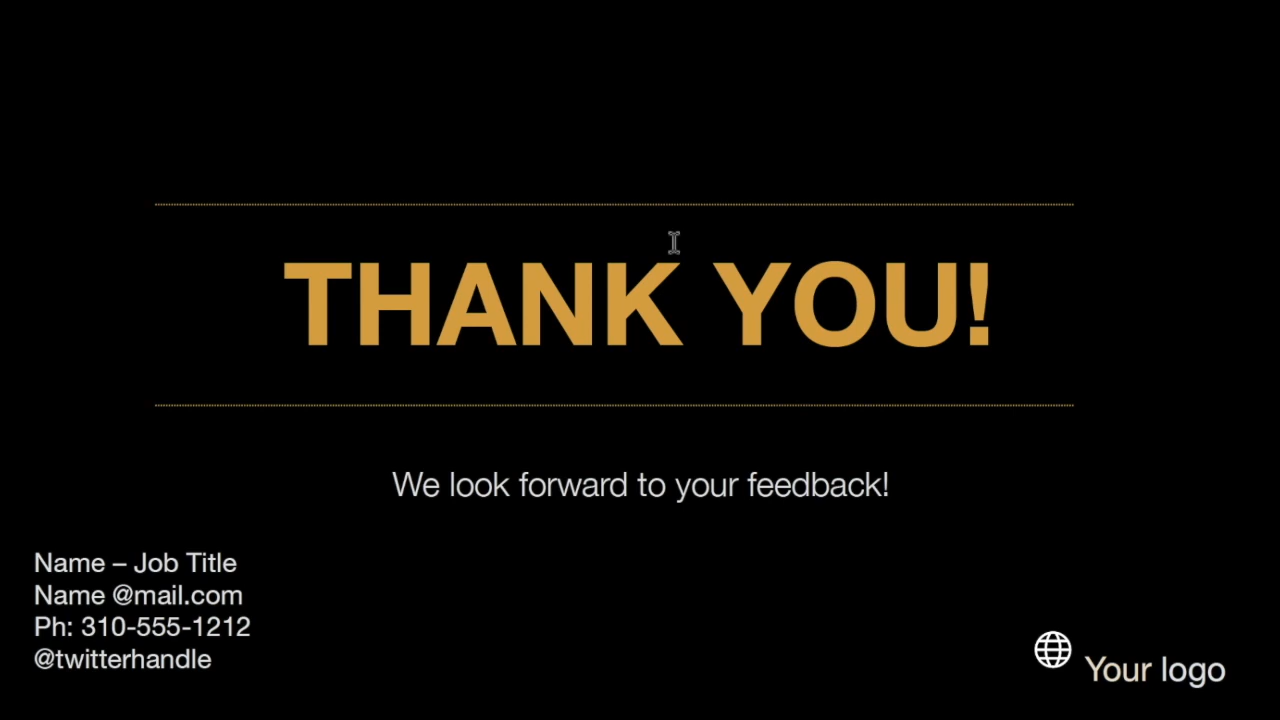 THANK YOU!
We look forward to your feedback!
Name – Job Title
Name @mail.com
Ph: 310-555-1212
@twitterhandle
Your logo